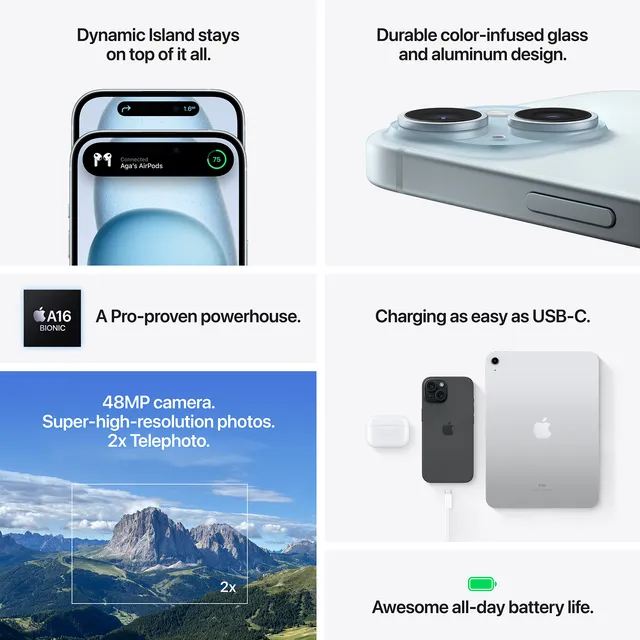 Dynamic Island stays
on top of it all.
1.6 MI
Connected
Aga's AirPods
75
Durable color-infused glass
and aluminum design.
A16
BIONIC
A Pro-proven powerhouse.
48MP camera.
Super-high-resolution photos.
2x Telephoto.
2x
Charging as easy as USB-C.
Awesome all-day battery life.